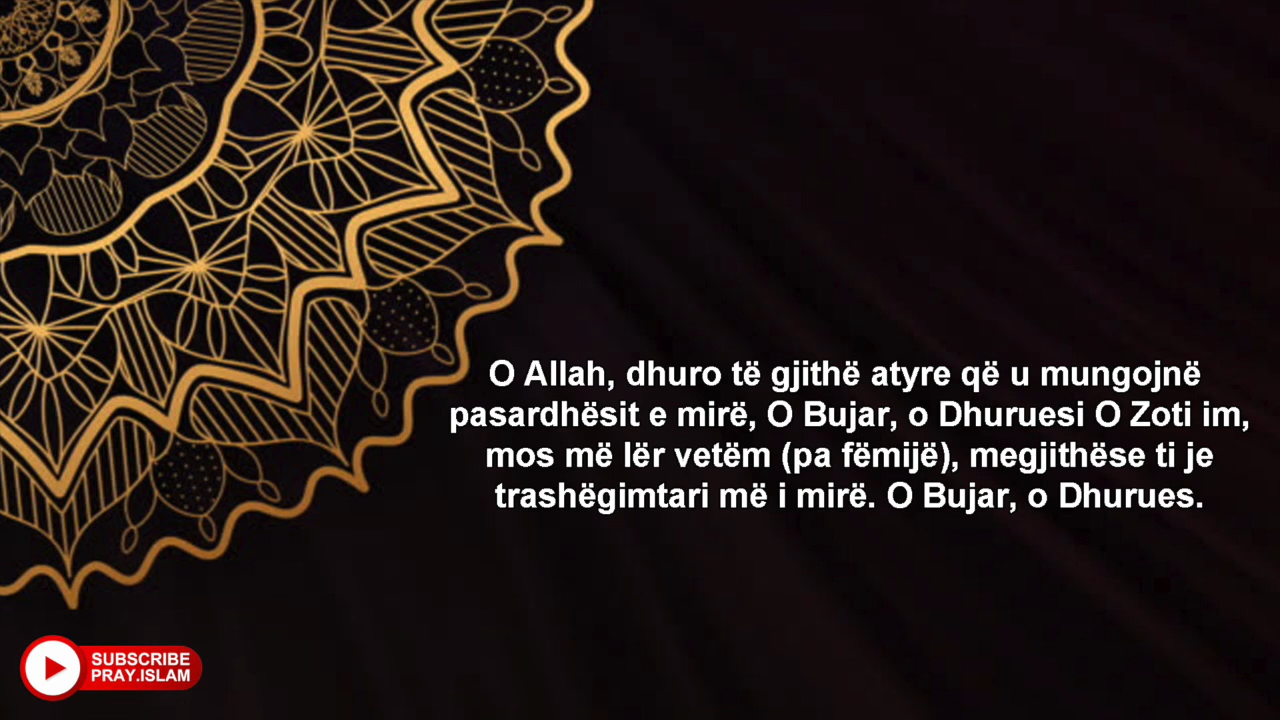 O Allah, dhuro të gjithë atyre që u mungojnë
pasardhësit e mirë, O Bujar, o Dhuruesi O Zoti im,
mos më lër vetëm (pa fëmijë), megjithëse ti je
trashëgimtari më i mirë. O Bujar, o Dhurues.
SUBSCRIBE
PRAY.ISLAM